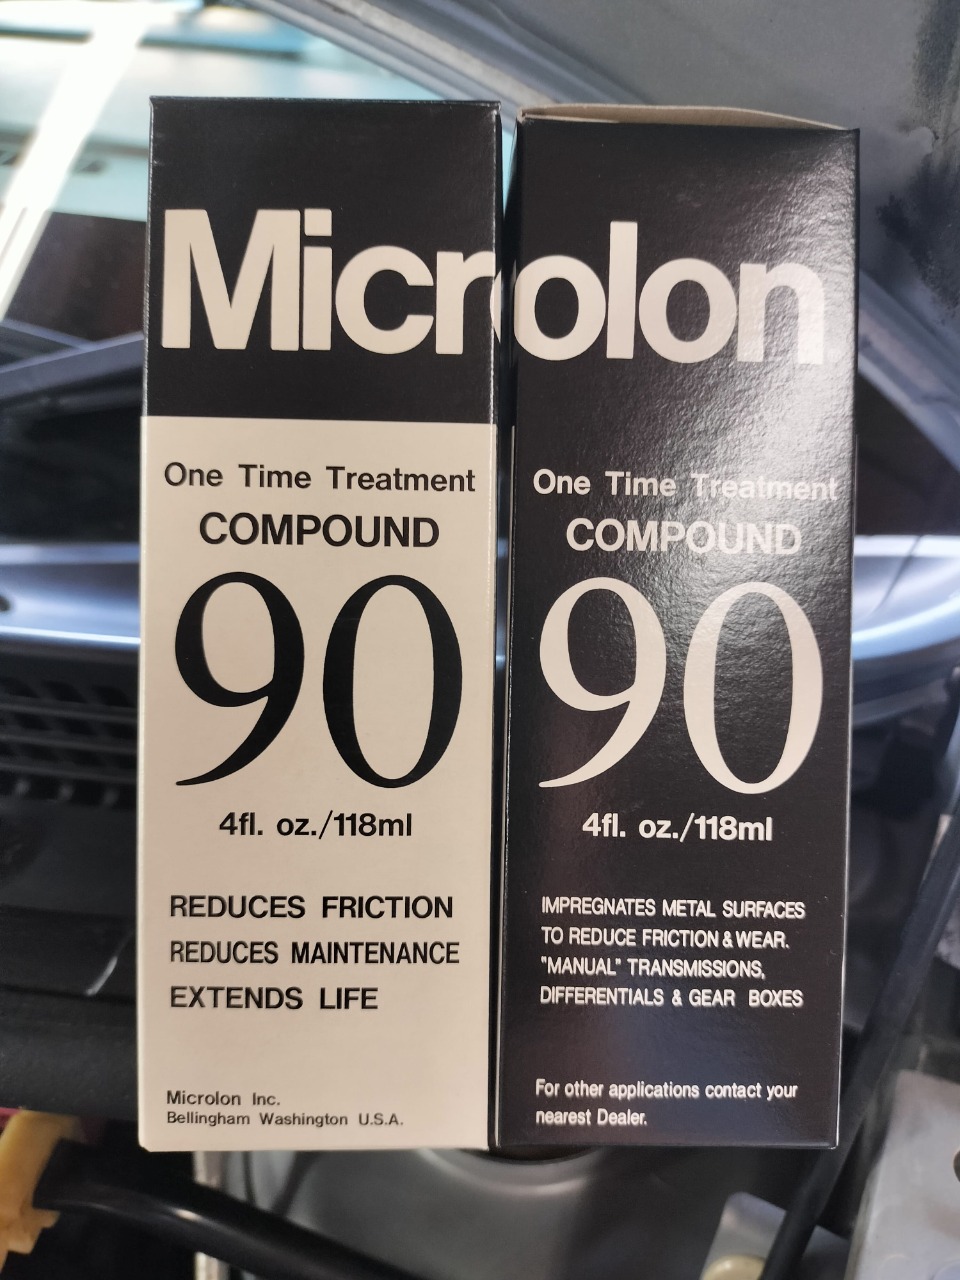 Microlon
One Time Treatment
COMPOUND
90
4fl. oz./118ml
REDUCES FRICTION
REDUCES MAINTENANCE
EXTENDS LIFE
Microlon Inc.
Bellingham Washington U.S.A.
One Time Treatment
COMPOUND
90
4fl. oz./118ml
IMPREGNATES METAL SURFACES
TO REDUCE FRICTION & WEAR.
"MANUAL" TRANSMISSIONS,
DIFFERENTIALS & GEAR BOXES
For other applications contact your
nearest Dealer.